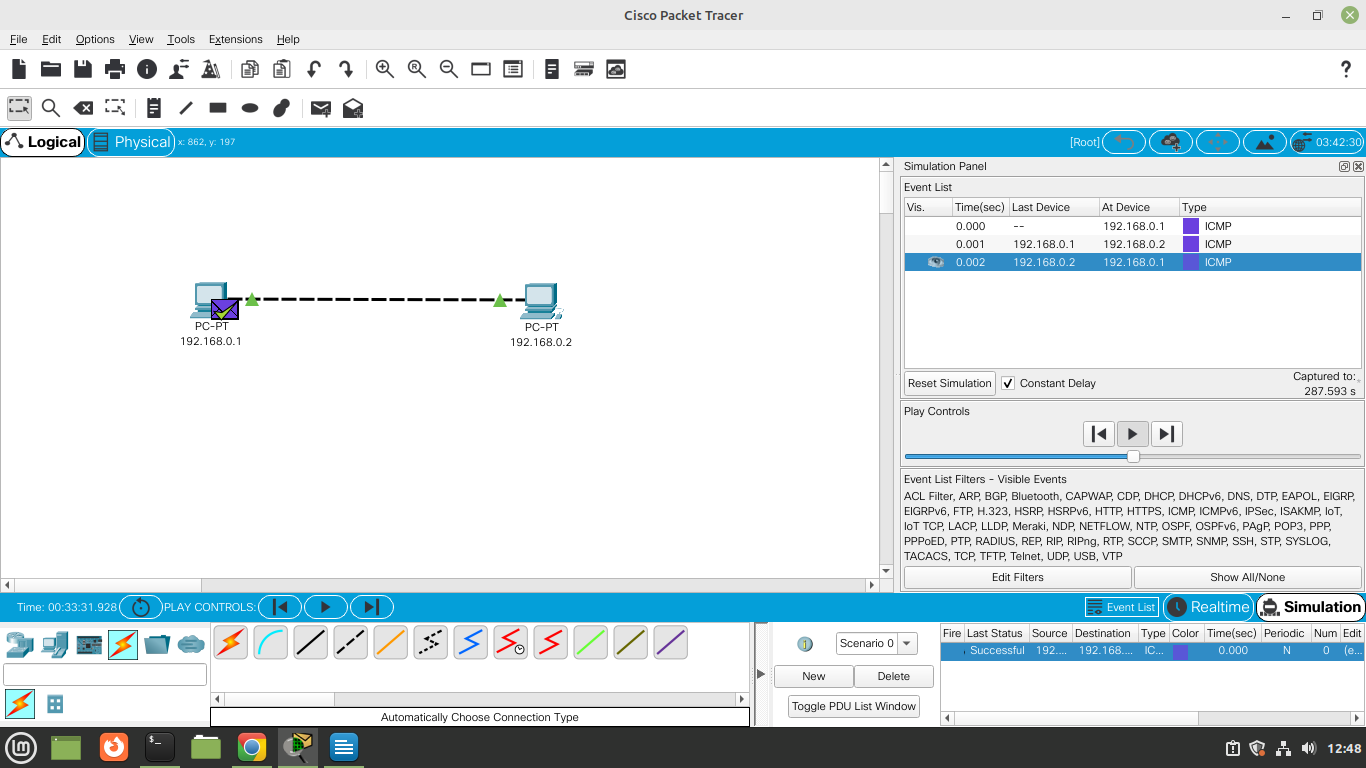 Cisco Packet Tracer
File Edit Options View Tools Extensions Help
Logical Physical x: 862, y: 197 [Root] 03:42:30
PC-PT
192.168.0.1
PC-PT
192.168.0.2
Simulation Panel
Event List
Vis. Time(sec) Last Device At Device Type
0.000 -- 192.168.0.1 ICMP
0.001 192.168.0.1 192.168.0.2 ICMP
0.002 192.168.0.2 192.168.0.1 ICMP
Reset Simulation Constant Delay
Captured to:
287.593 s
Play Controls
Event List Filters - Visible Events
ACL Filter, ARP, BGP, Bluetooth, CAPWAP, CDP, DHCP, DHCPv6, DNS, DTP, EAPOL, EIGRP,
EIGRPv6, FTP, H.323, HSRP, HSRPv6, HTTP, HTTPS, ICMP, ICMPv6, IPSec, ISAKMP, IoT,
IoT TCP, LACP, LLDP, Meraki, NDP, NETFLOW, NTP, OSPF, OSPFv6, PAgP, POP3, PPP,
PPPoED, PTP, RADIUS, REP, RIP, RIPng, RTP, SCCP, SMTP, SNMP, SSH, STP, SYSLOG,
TACACS, TCP, TFTP, Telnet, UDP, USB, VTP
Edit Filters Show All/None
Time: 00:33:31.928 PLAY CONTROLS: Event List Realtime Simulation
Automatically Choose Connection Type
Scenario 0
New Delete
Toggle PDU List Window
Fire Last Status Source Destination Type Color Time(sec) Periodic Num Edit
Successful 192.... 192.168.... IC... 0.000 N 0 (e...
12:48